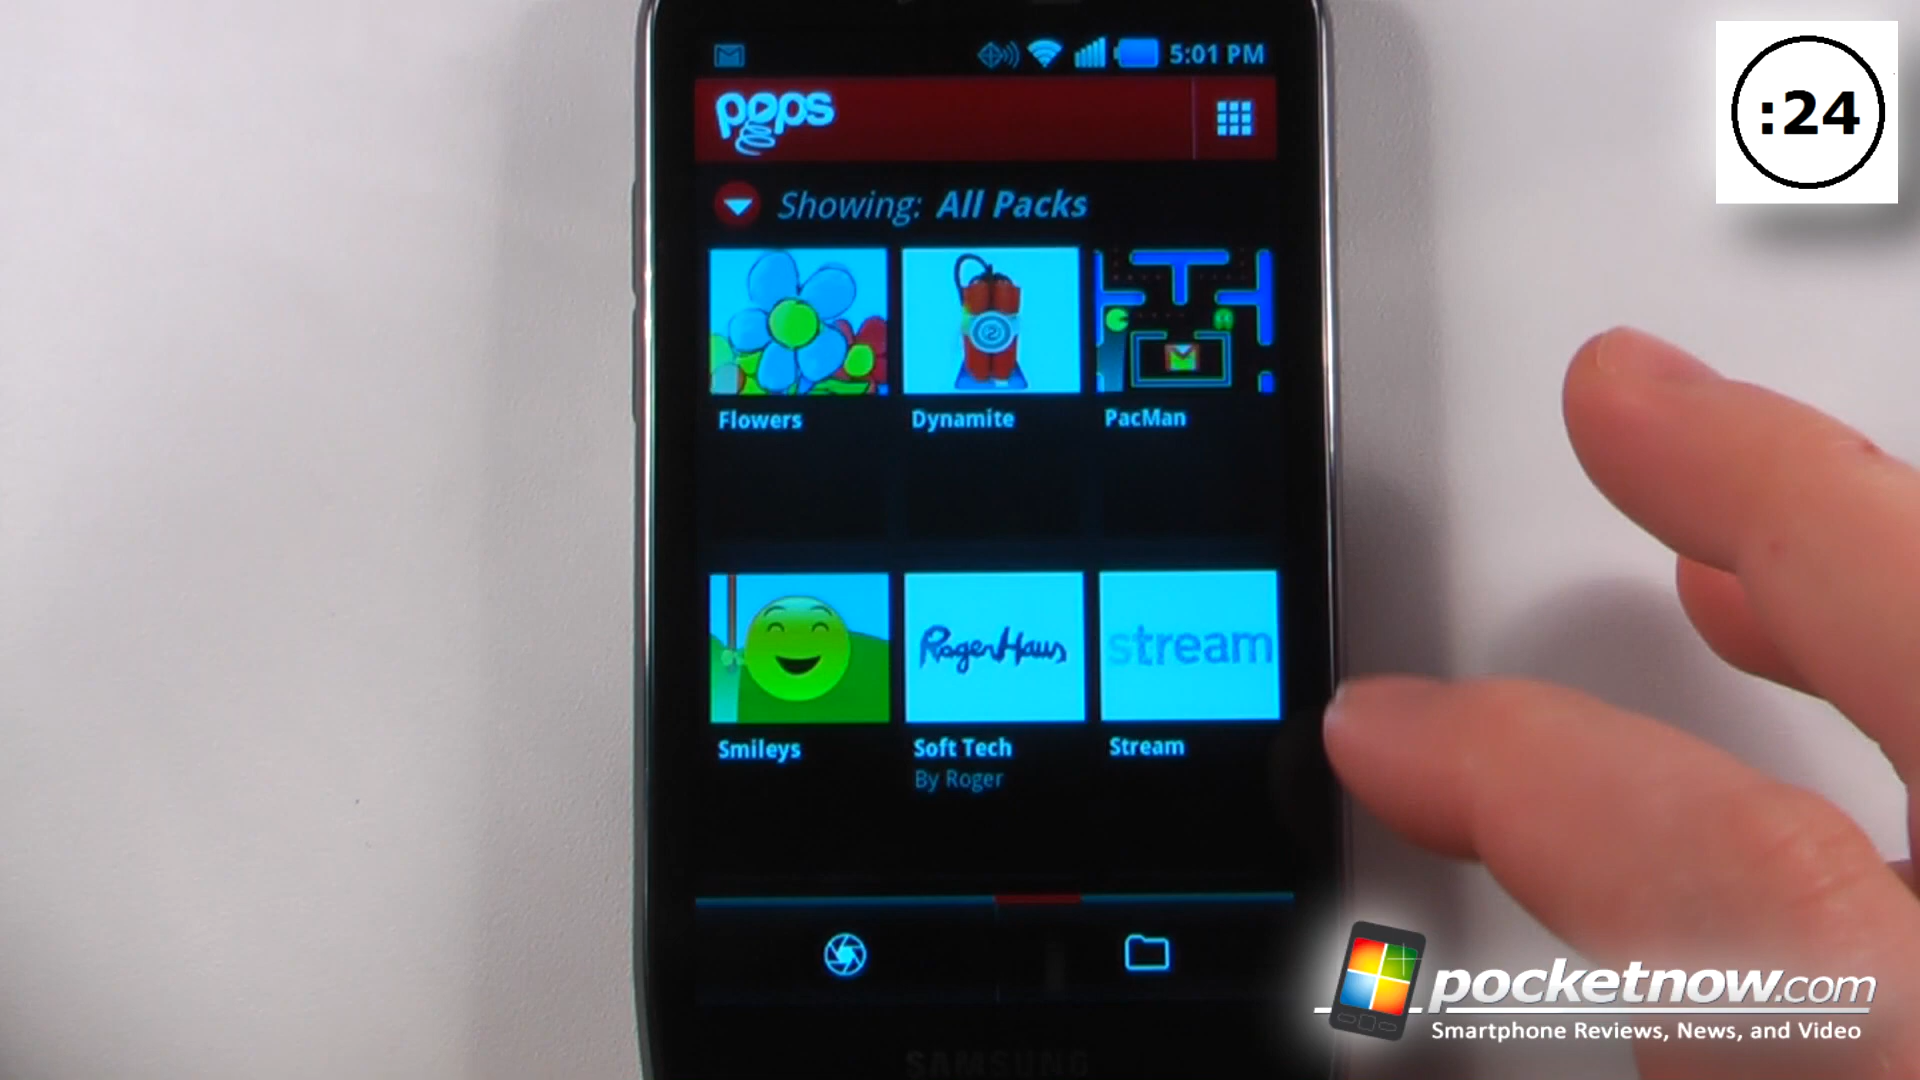 5:01 PM
:24
pops
Showing: All Packs
Flowers
Dynamite
PacMan
RogerHaus
stream
Smileys
Soft Tech
Stream
By Roger
pocketnow.com
Smartphone Reviews, News, and Video
SAMSUNG